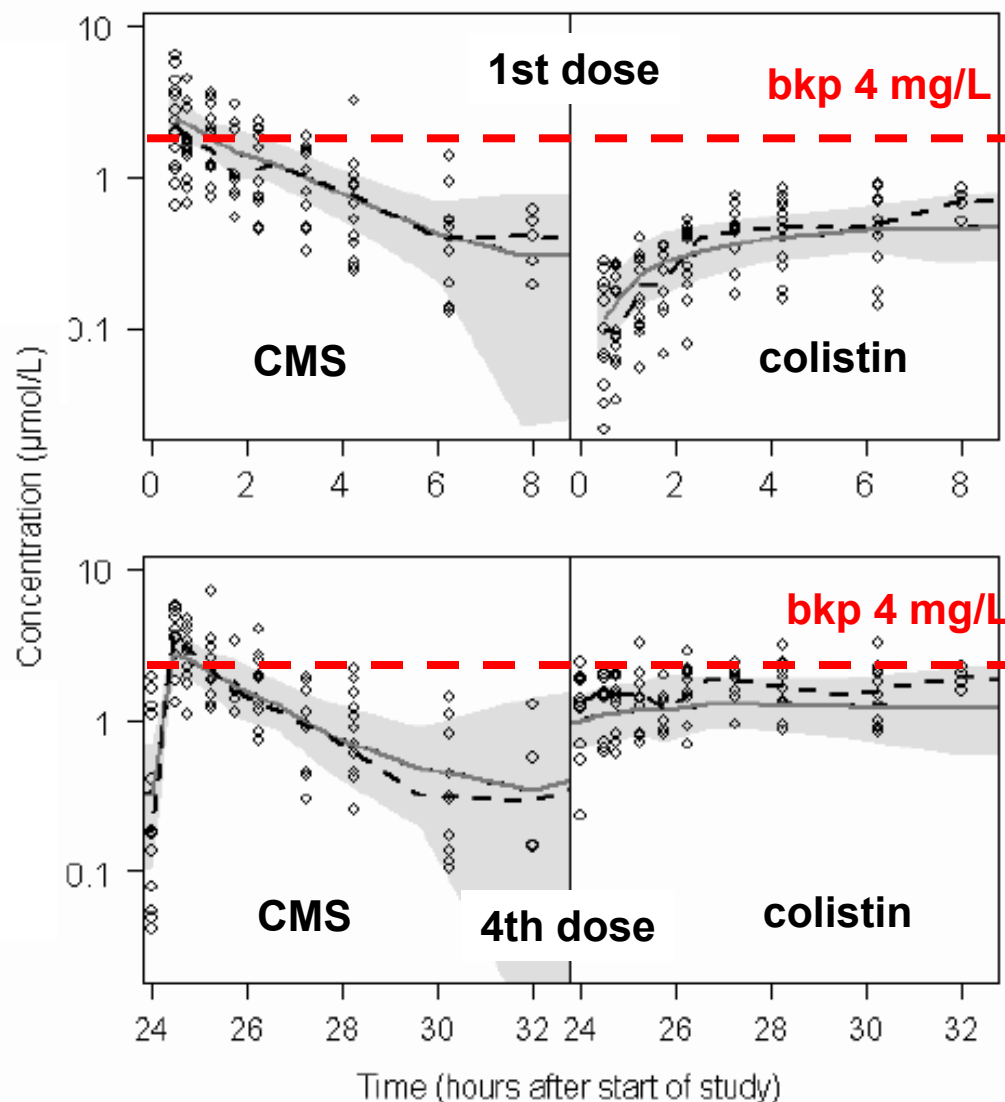 10
1
0.1
1st dose
bkp 4 mg/L
CMS
colistin
0 2 4 6 8 0 2 4 6 8
Concentration (µmol/L)
10
1
0.1
bkp 4 mg/L
CMS
4th dose
colistin
24 26 28 30 32 24 26 28 30 32
Time (hours after start of study)